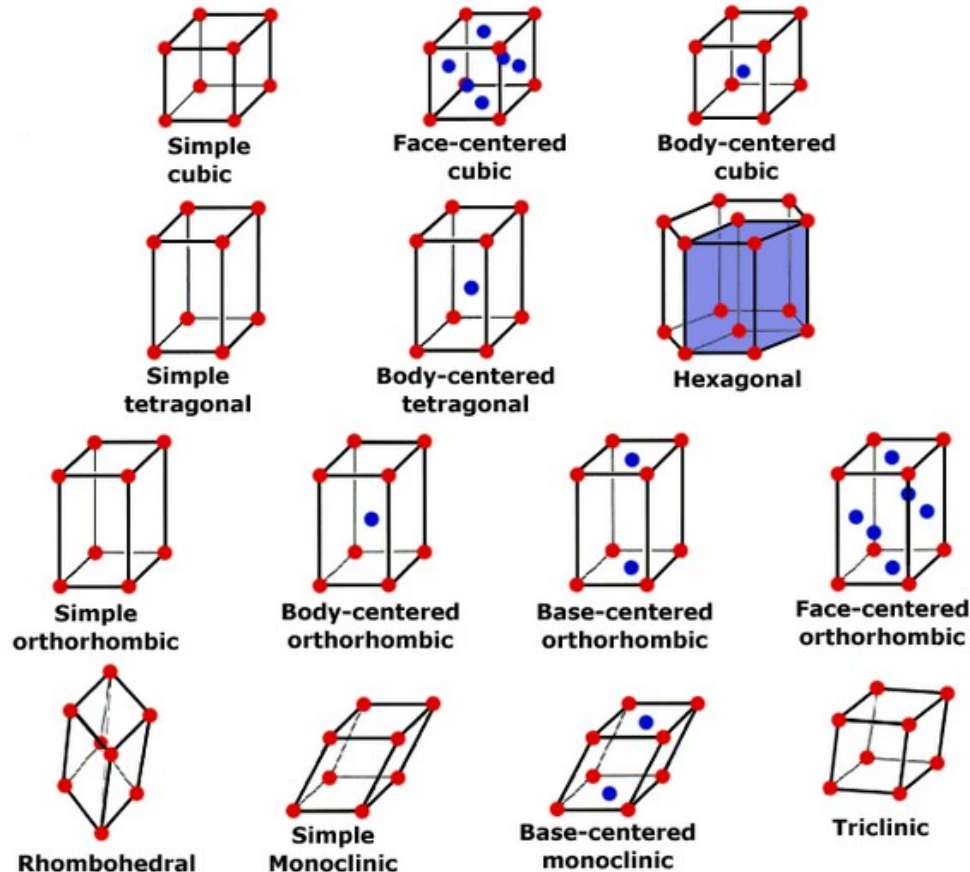 Simple
cubic
Face-centered
cubic
Body-centered
cubic
Simple
tetragonal
Body-centered
tetragonal
Hexagonal
Simple
orthorhombic
Body-centered
orthorhombic
Base-centered
orthorhombic
Face-centered
orthorhombic
Rhombohedral
Simple
Monoclinic
Base-centered
monoclinic
Triclinic